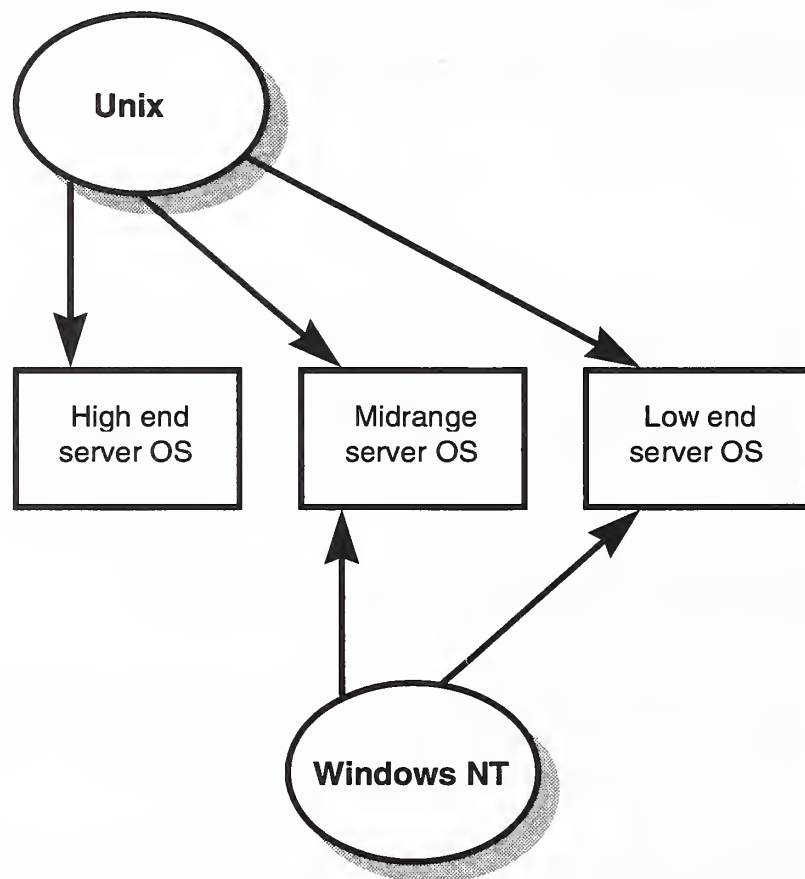 Unix
High end
server OS
Midrange
server OS
Low end
server OS
Windows NT